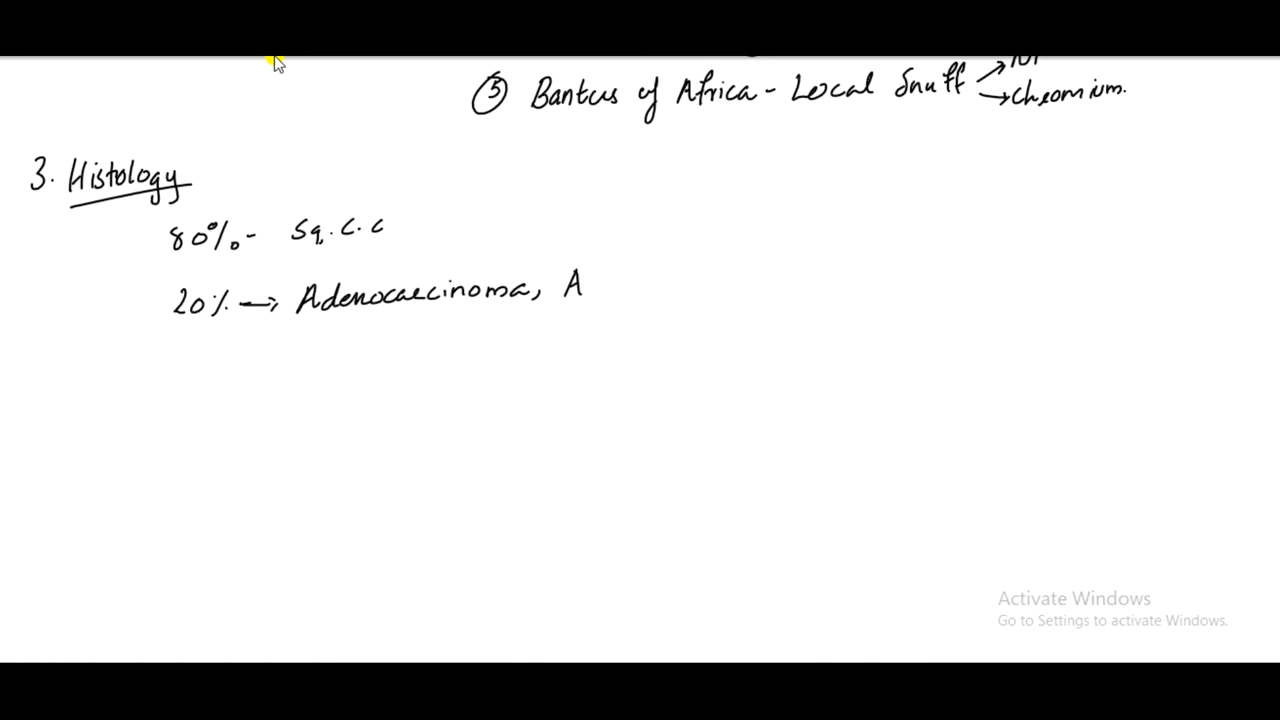 ⑤ Bantus of Africa - Local Snuff →
→ chromium.
3. Histology
80% - Sq. C. C
20% → Adenocarcinoma, A
Activate Windows
Go to Settings to activate Windows.